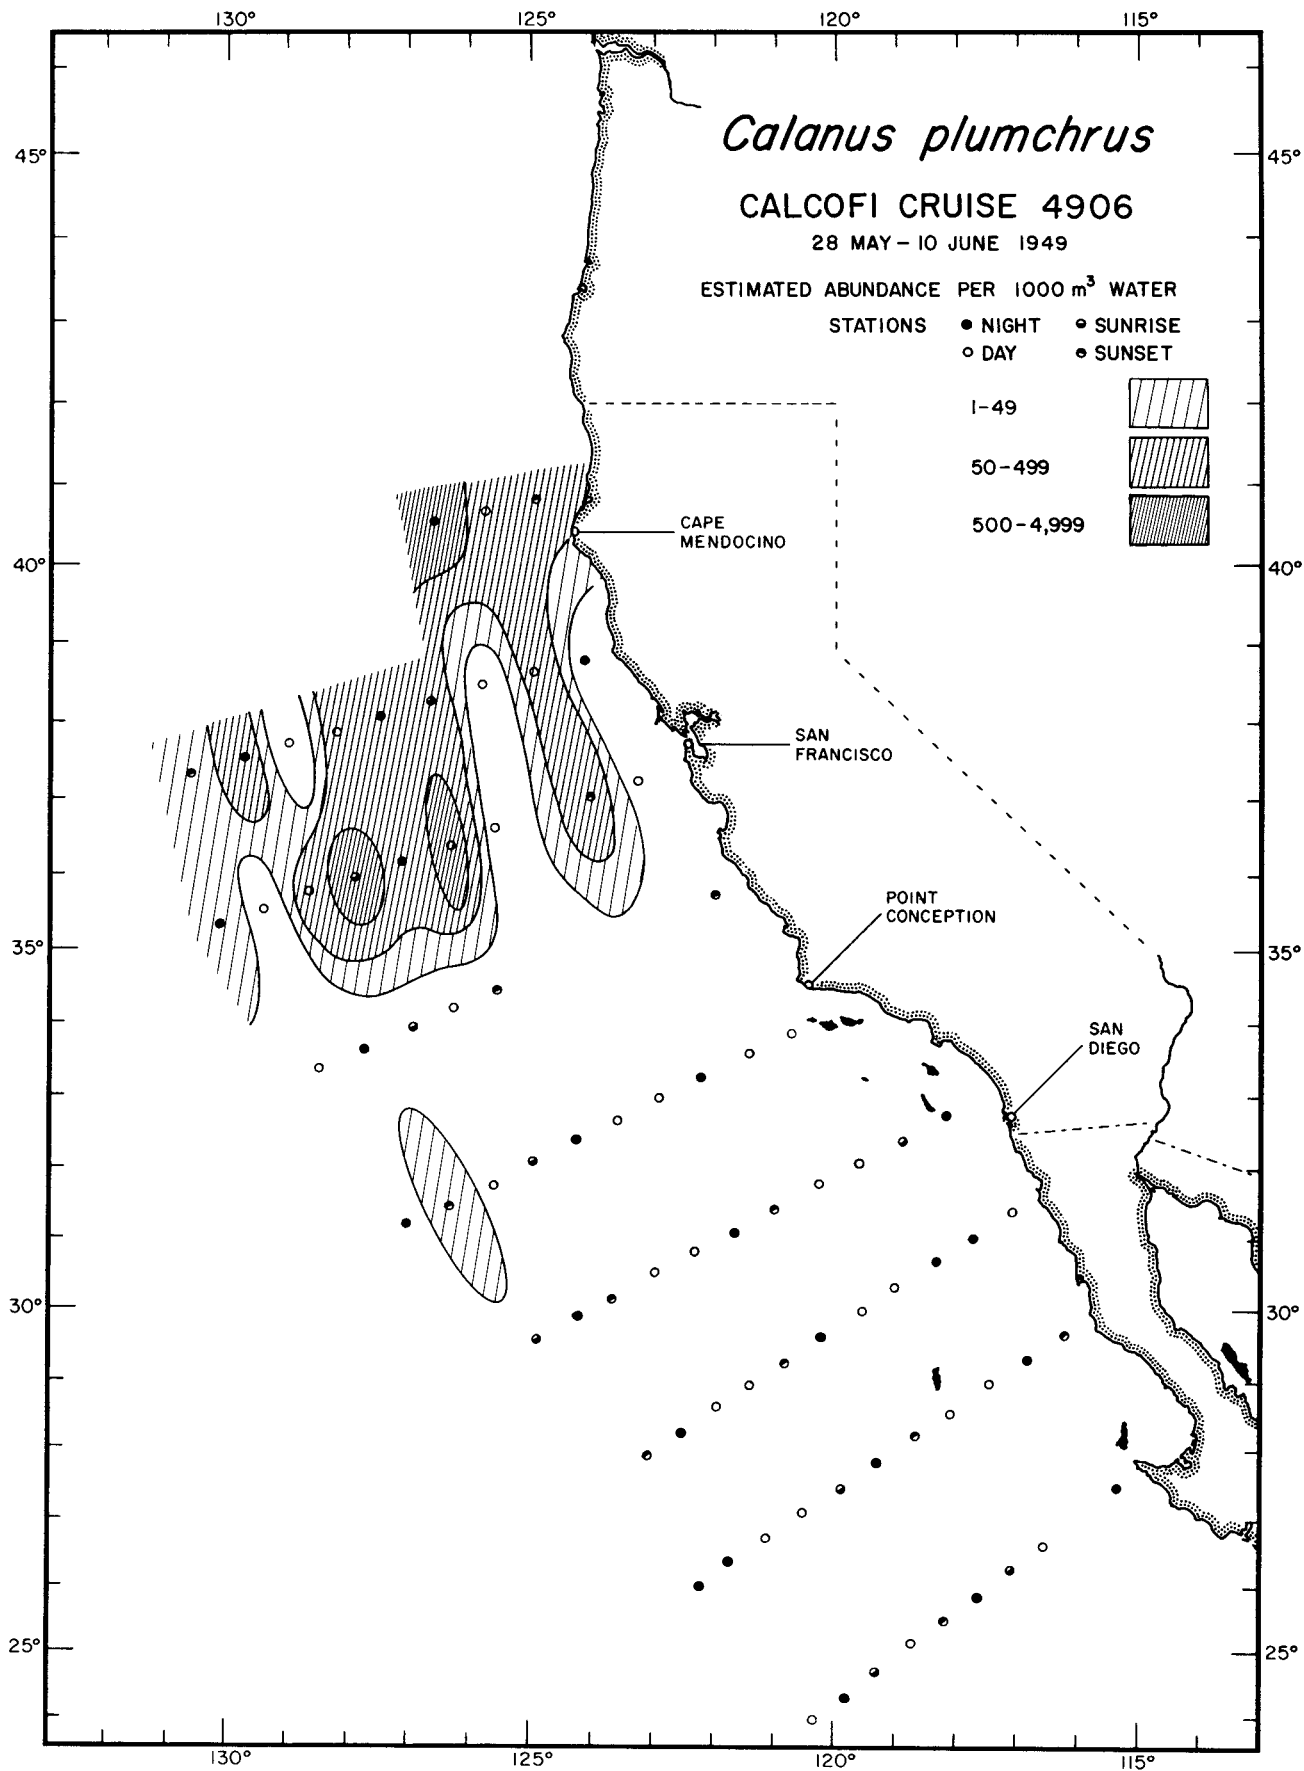 130°
125°
120°
115°
Calanus plumchrus
45°
45°
CALCOFI CRUISE 4906
28 MAY – 10 JUNE 1949
ESTIMATED ABUNDANCE PER 1000 m³ WATER
STATIONS
NIGHT
SUNRISE
DAY
SUNSET
1–49
50–499
500–4,999
CAPE
MENDOCINO
40°
40°
SAN
FRANCISCO
POINT
CONCEPTION
35°
35°
SAN
DIEGO
30°
30°
25°
25°
130°
125°
120°
115°